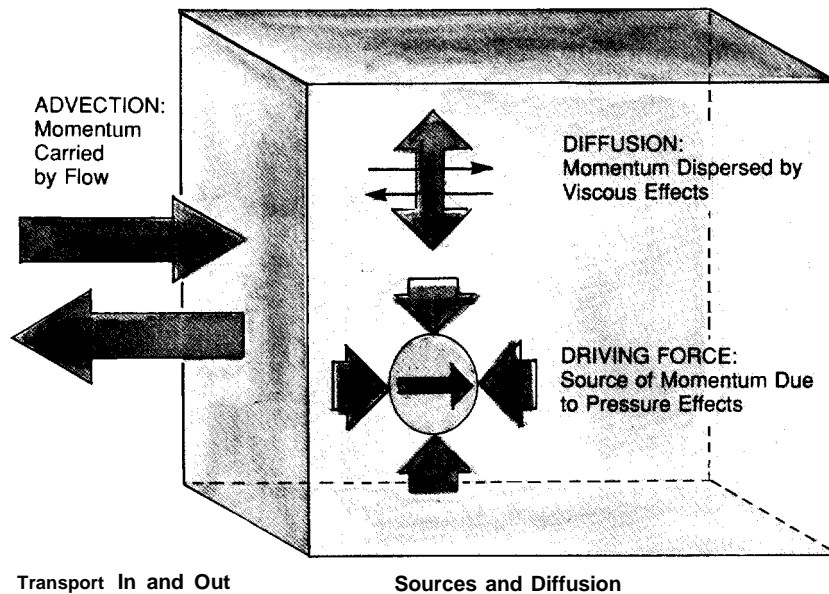 ADVECTION:
Momentum
Carried
by Flow
DIFFUSION:
Momentum Dispersed by
Viscous Effects
DRIVING FORCE:
Source of Momentum Due
to Pressure Effects
Transport In and Out
Sources and Diffusion